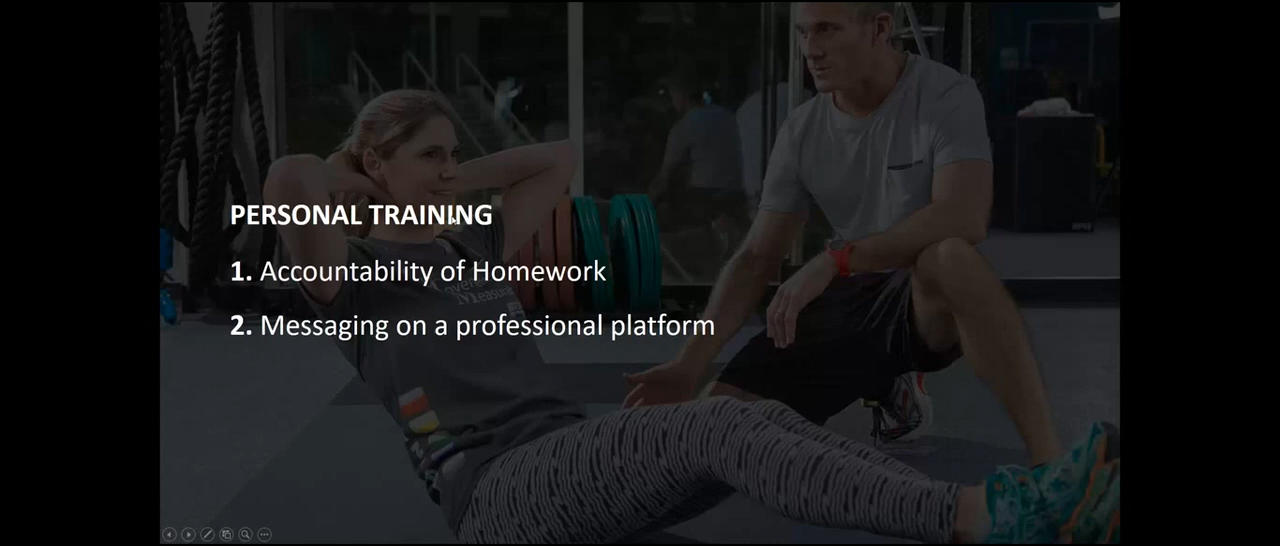 PERSONAL TRAINING
1. Accountability of Homework
2. Messaging on a professional platform